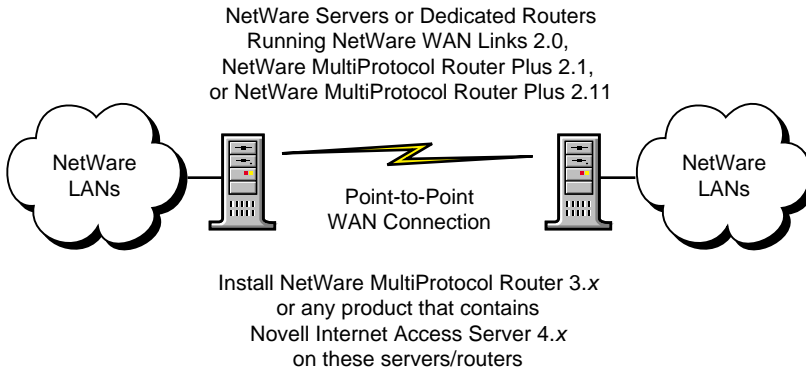 NetWare Servers or Dedicated Routers
Running NetWare WAN Links 2.0,
NetWare MultiProtocol Router Plus 2.1,
or NetWare MultiProtocol Router Plus 2.11
NetWare
LANs
Point-to-Point
WAN Connection
NetWare
LANs
Install NetWare MultiProtocol Router 3.x
or any product that contains
Novell Internet Access Server 4.x
on these servers/routers